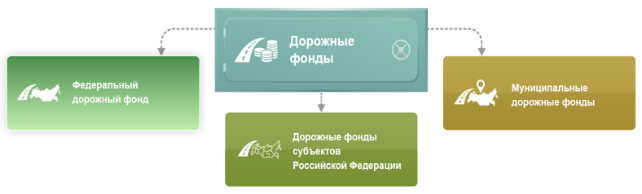 Дорожные
фонды
Федеральный
дорожный фонд
Дорожные фонды
субъектов
Российской Федерации
Муниципальные
дорожные фонды